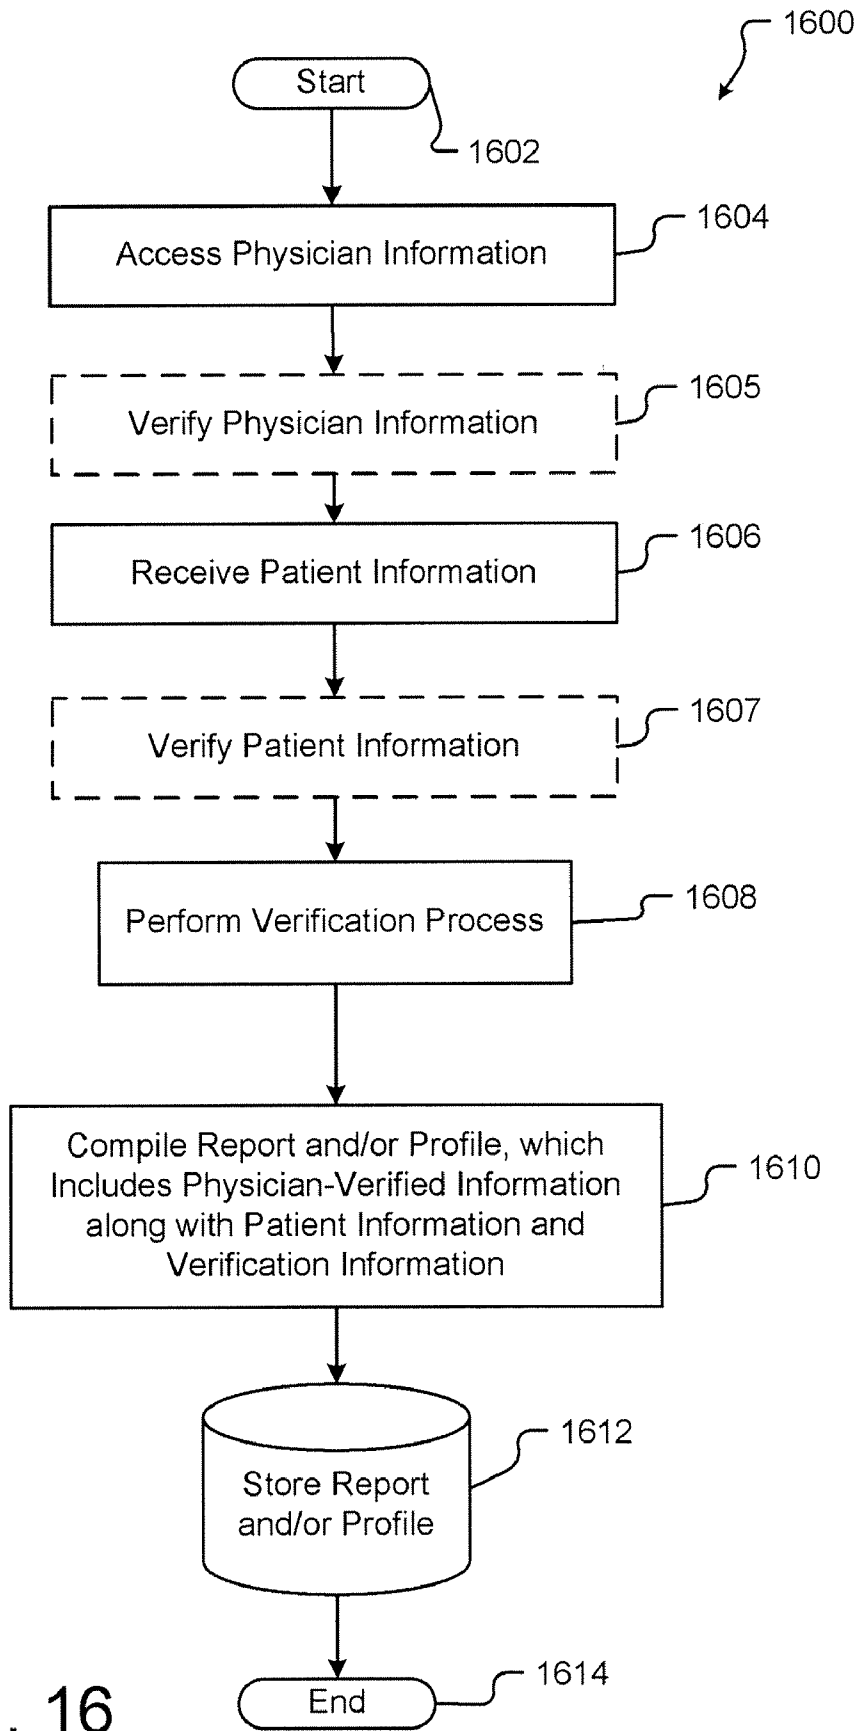 1600
Start
1602
1604
Access Physician Information
1605
Verify Physician Information
1606
Receive Patient Information
1607
Verify Patient Information
1608
Perform Verification Process
Compile Report and/or Profile, which
Includes Physician-Verified Information
along with Patient Information and
Verification Information
1610
1612
Store Report
and/or Profile
1614
End
. 16